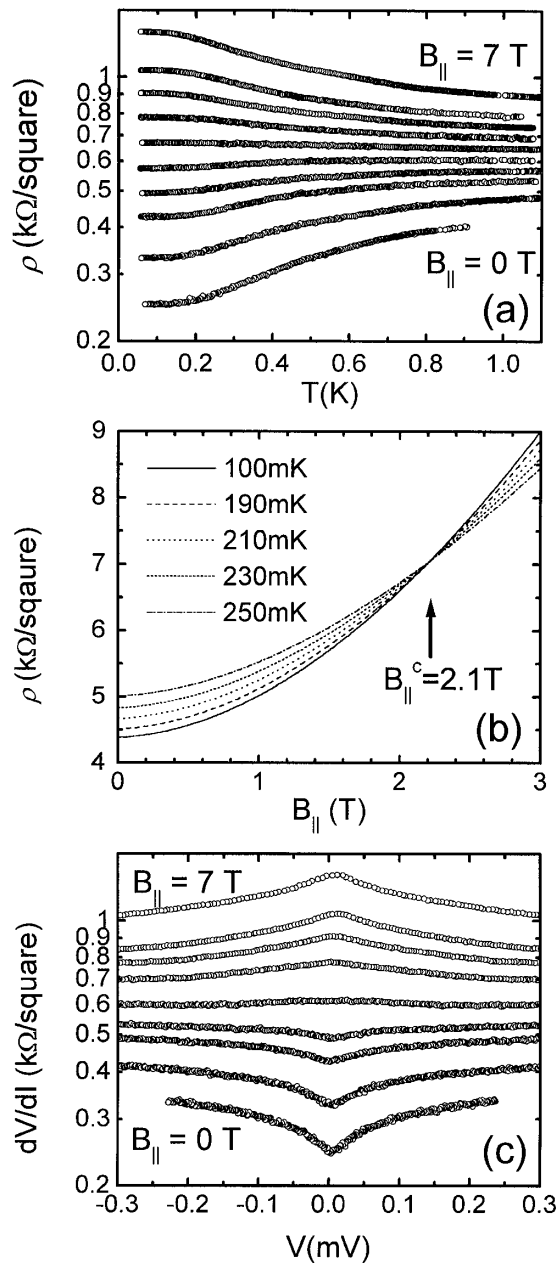 (a)
B|| = 7 T
B|| = 0 T
1
0.9
0.8
0.7
0.6
0.5
0.4
0.3
0.2
ρ (kΩ/square)
0.0 0.2 0.4 0.6 0.8 1.0
T(K)
9
8
7
6
5
4
ρ (kΩ/sqaure)
100mK
190mK
210mK
230mK
250mK
B||^c=2.1T
(b)
0 1 2 3
B|| (T)
B|| = 7 T
1
0.9
0.8
0.7
0.6
0.5
0.4
0.3
0.2
dV/dI (kΩ/square)
B|| = 0 T
(c)
-0.3 -0.2 -0.1 0.0 0.1 0.2 0.3
V(mV)